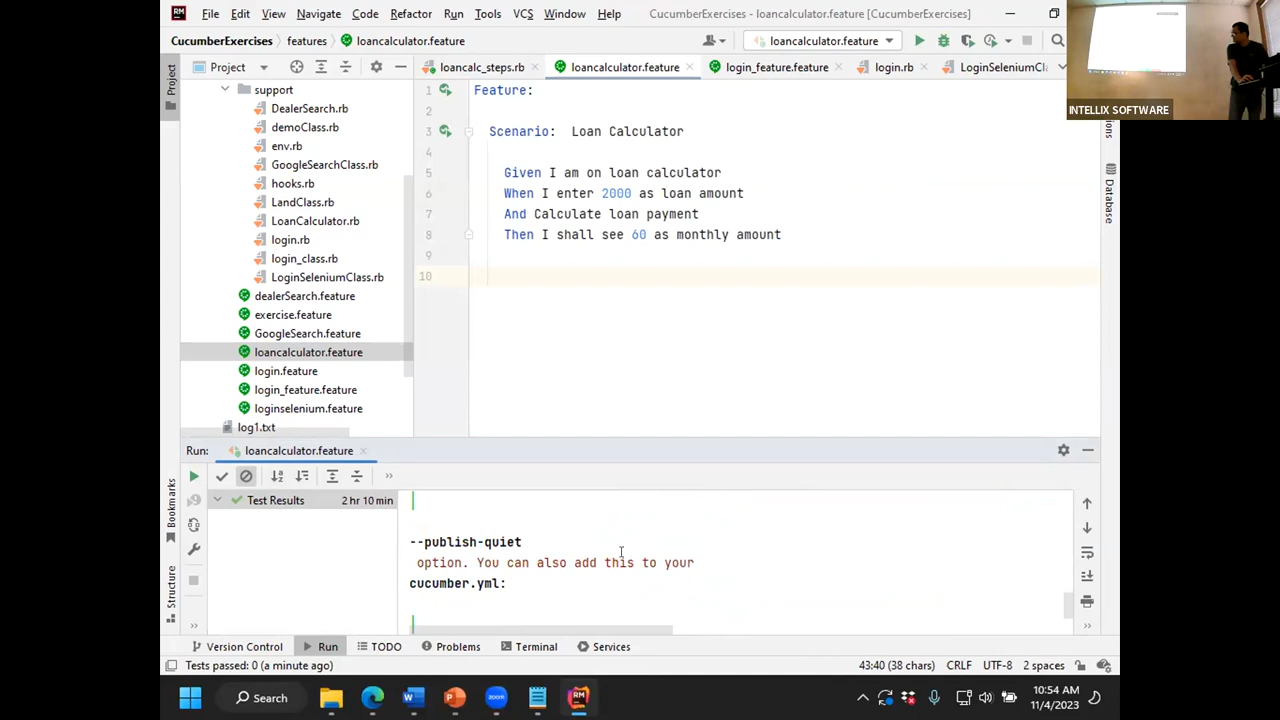 File Edit View Navigate Code Refactor Run Tools VCS Window Help CucumberExercises - loancalculator.feature [CucumberExercises]
CucumberExercises features loancalculator.feature
loancalculator.feature
INTELLIX SOFTWARE
Project
Project
loancalc_steps.rb
loancalculator.feature
login_feature.feature
login.rb
LoginSeleniumCl
support
DealerSearch.rb
demoClass.rb
env.rb
GoogleSearchClass.rb
hooks.rb
LandClass.rb
LoanCalculator.rb
login.rb
login_class.rb
LoginSeleniumClass.rb
dealerSearch.feature
exercise.feature
GoogleSearch.feature
loancalculator.feature
login.feature
login_feature.feature
loginselenium.feature
log1.txt
1 Feature:
2
3 Scenario: Loan Calculator
4
5 Given I am on loan calculator
6 When I enter 2000 as loan amount
7 And Calculate loan payment
8 Then I shall see 60 as monthly amount
9
10
Database
Run: loancalculator.feature
Test Results 2 hr 10 min
--publish-quiet
option. You can also add this to your
cucumber.yml:
Bookmarks
Structure
Version Control Run TODO Problems Terminal Services
Tests passed: 0 (a minute ago) 43:40 (38 chars) CRLF UTF-8 2 spaces
Search
zoom
10:54 AM
11/4/2023